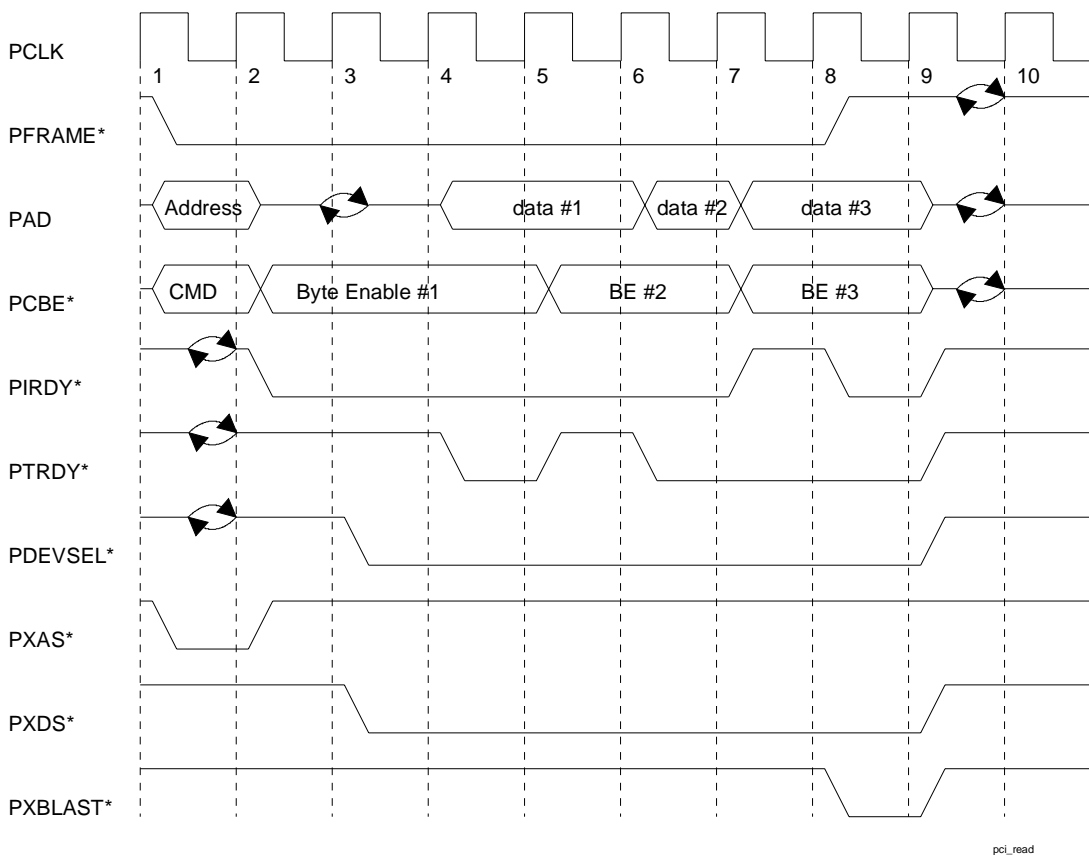 PCLK
1 2 3 4 5 6 7 8 9 10
PFRAME*
PAD Address data #1 data #2 data #3
PCBE* CMD Byte Enable #1 BE #2 BE #3
PIRDY*
PTRDY*
PDEVSEL*
PXAS*
PXDS*
PXBLAST*
pci_read